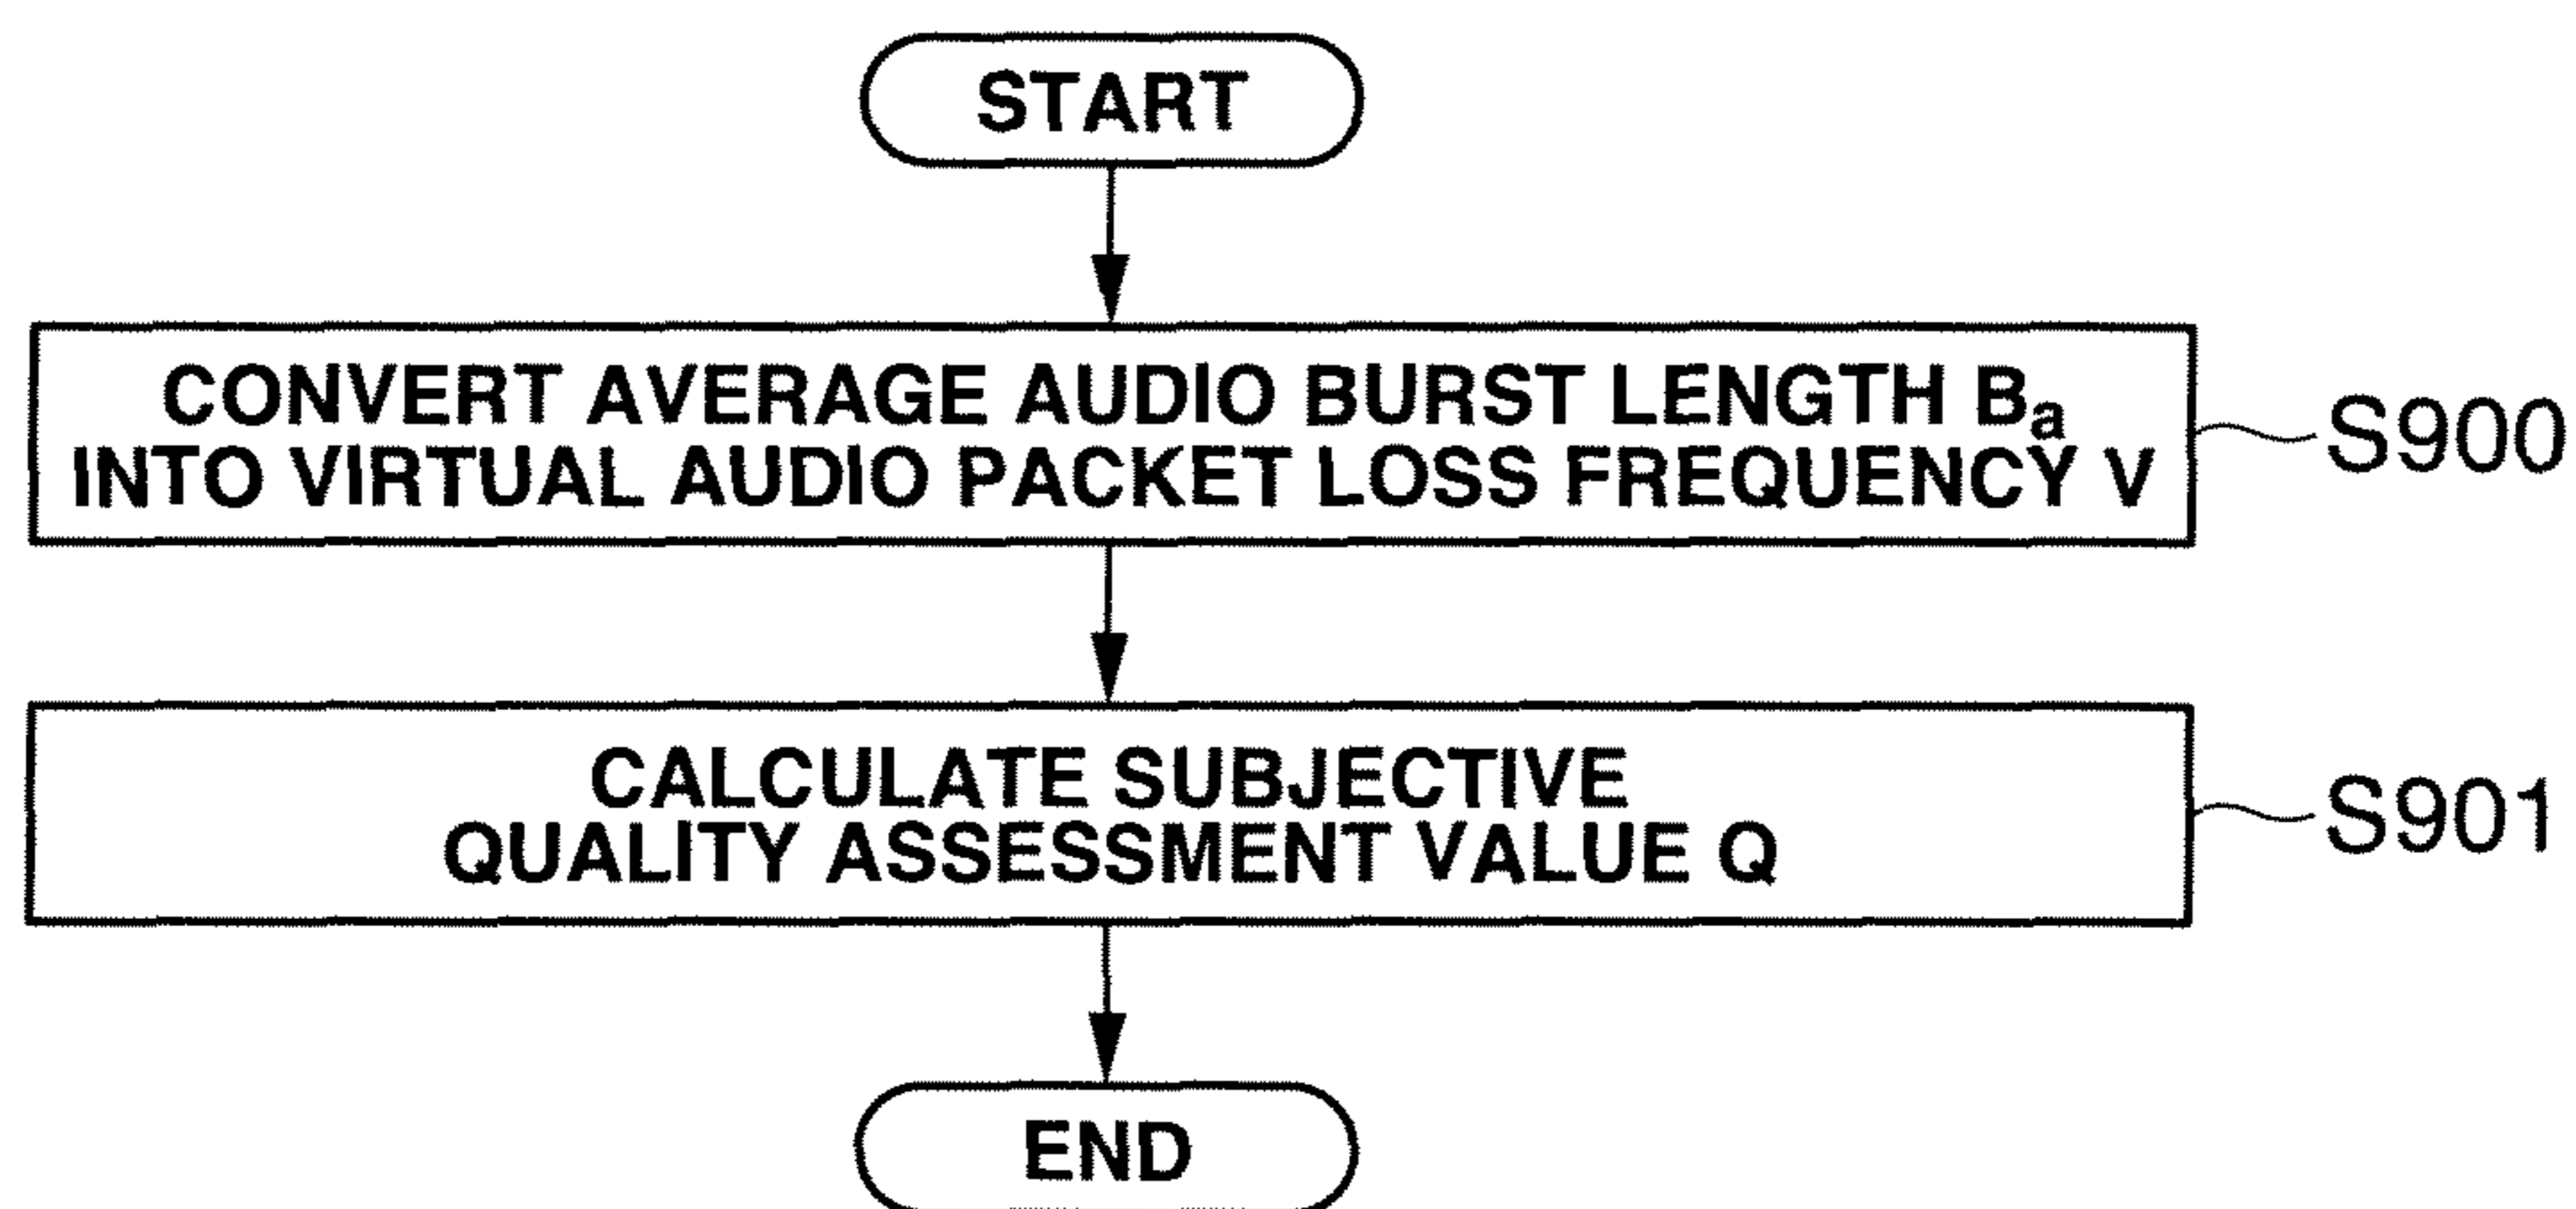 START
CONVERT AVERAGE AUDIO BURST LENGTH Ba
INTO VIRTUAL AUDIO PACKET LOSS FREQUENCY V
S900
CALCULATE SUBJECTIVE
QUALITY ASSESSMENT VALUE Q
S901
END